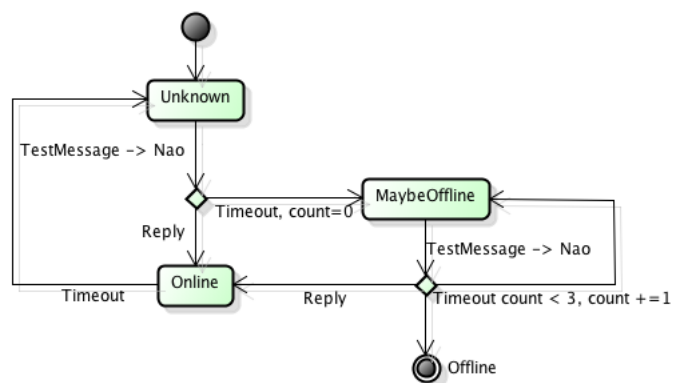 Unknown
TestMessage -> Nao
MaybeOffline
Timeout, count=0
Reply
TestMessage -> Nao
Online
Timeout
Reply
Timeout count < 3, count +=1
Offline